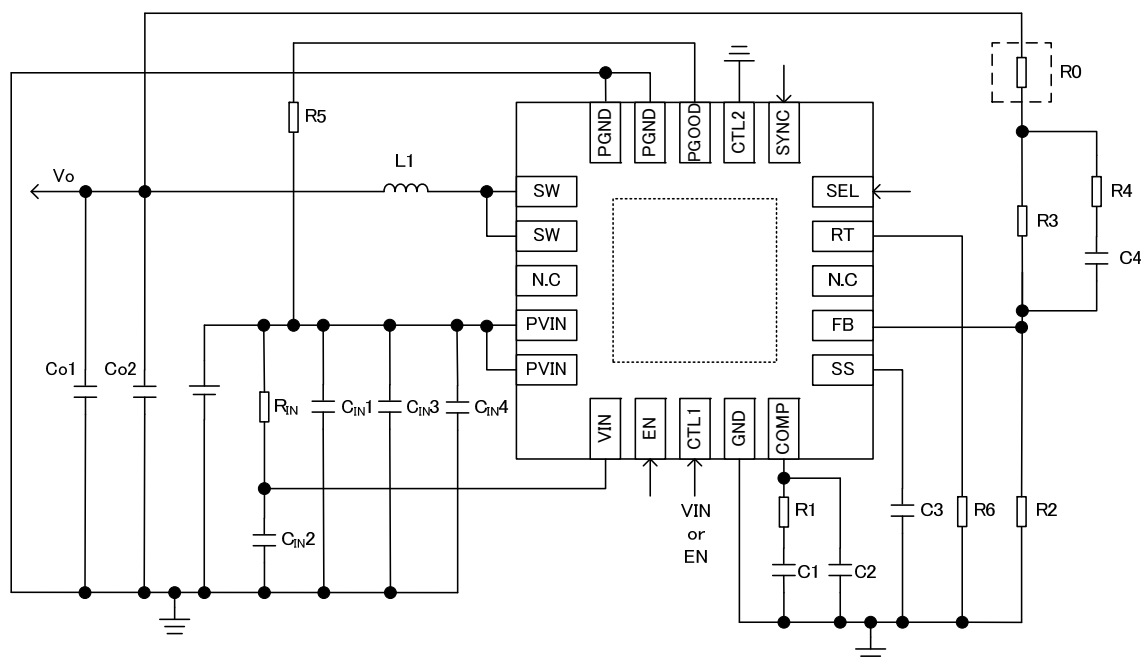 R0
R5
PGND
PGND
PGOOD
CTL2
SYNC
L1
Vo
SW
SEL
R4
SW
RT
R3
N.C
N.C
C4
PVIN
FB
Co1
Co2
PVIN
SS
RIN
CIN1
CIN3
CIN4
VIN
EN
CTL1
GND
COMP
VIN
or
EN
R1
C3
R6
R2
CIN2
C1
C2